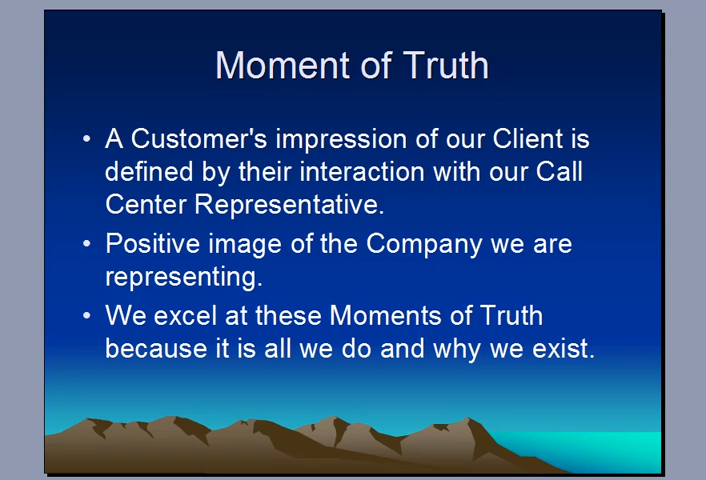 Moment of Truth
• A Customer's impression of our Client is
defined by their interaction with our Call
Center Representative.
• Positive image of the Company we are
representing.
• We excel at these Moments of Truth
because it is all we do and why we exist.